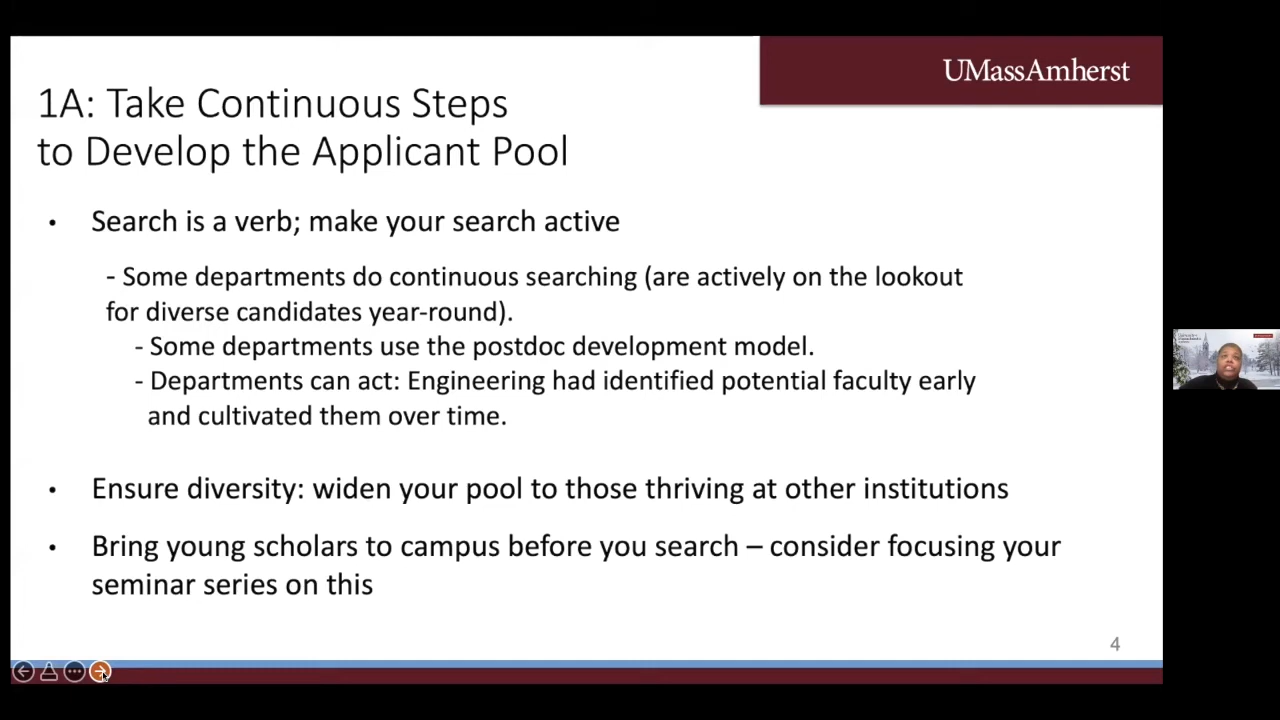 UMassAmherst
1A: Take Continuous Steps
to Develop the Applicant Pool
• Search is a verb; make your search active
- Some departments do continuous searching (are actively on the lookout
for diverse candidates year-round).
- Some departments use the postdoc development model.
- Departments can act: Engineering had identified potential faculty early
and cultivated them over time.
• Ensure diversity: widen your pool to those thriving at other institutions
• Bring young scholars to campus before you search – consider focusing your
seminar series on this
4